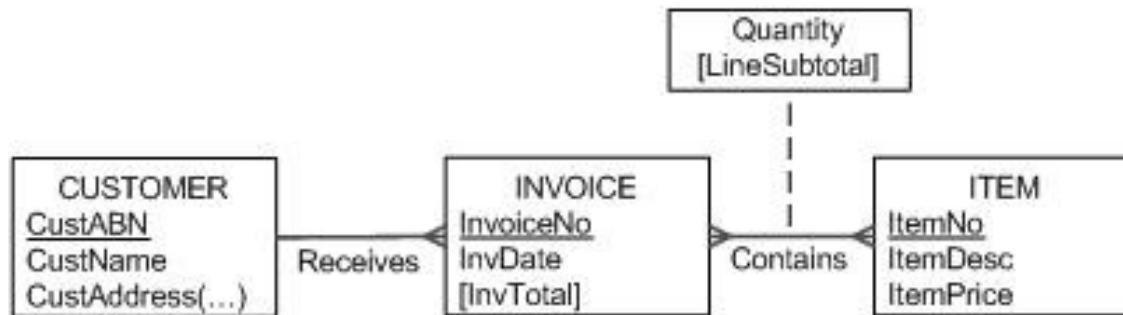 Quantity
[LineSubtotal]
CUSTOMER
CustABN
CustName
CustAddress(...)
Receives
INVOICE
InvoiceNo
InvDate
[InvTotal]
Contains
ITEM
ItemNo
ItemDesc
ItemPrice